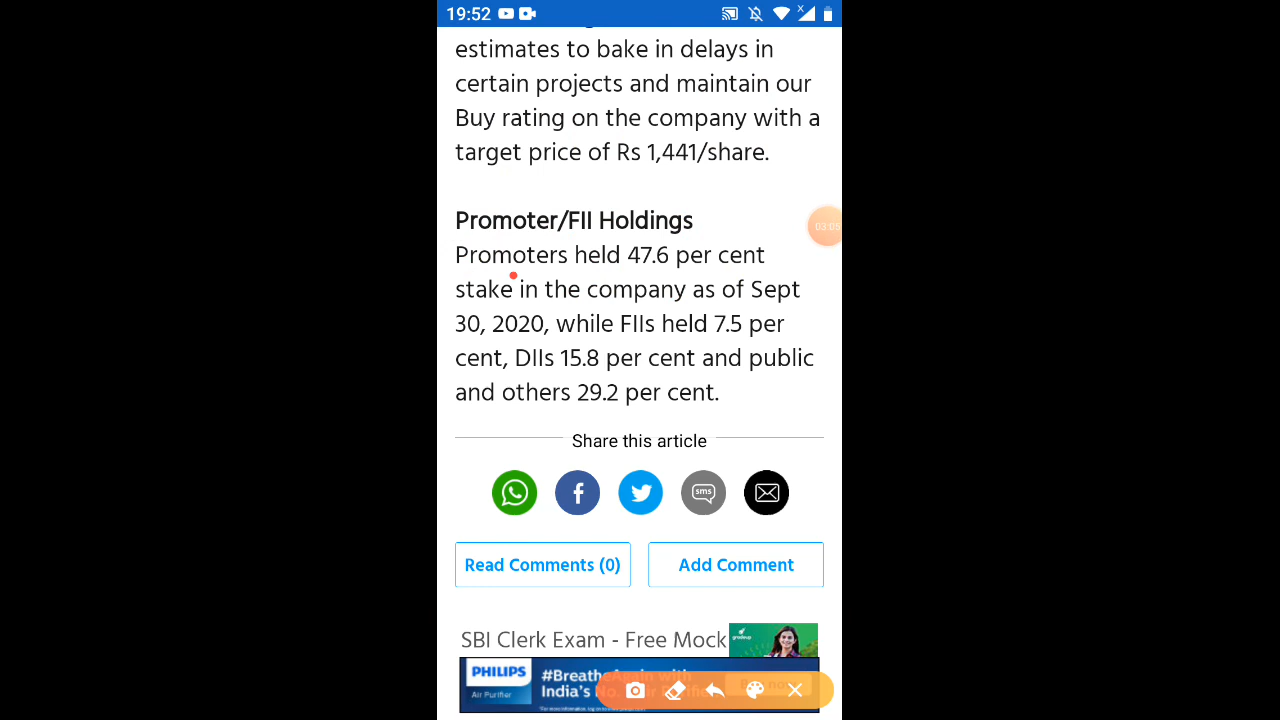 19:52
estimates to bake in delays in
certain projects and maintain our
Buy rating on the company with a
target price of Rs 1,441/share.
Promoter/FII Holdings
Promoters held 47.6 per cent
stake in the company as of Sept
30, 2020, while FIIs held 7.5 per
cent, DIIs 15.8 per cent and public
and others 29.2 per cent.
03:05
Share this article
sms
Read Comments (0)
Add Comment
SBI Clerk Exam - Free Mock
gradeup
PHILIPS
Air Purifier
#BreatheAgain with
India's No.